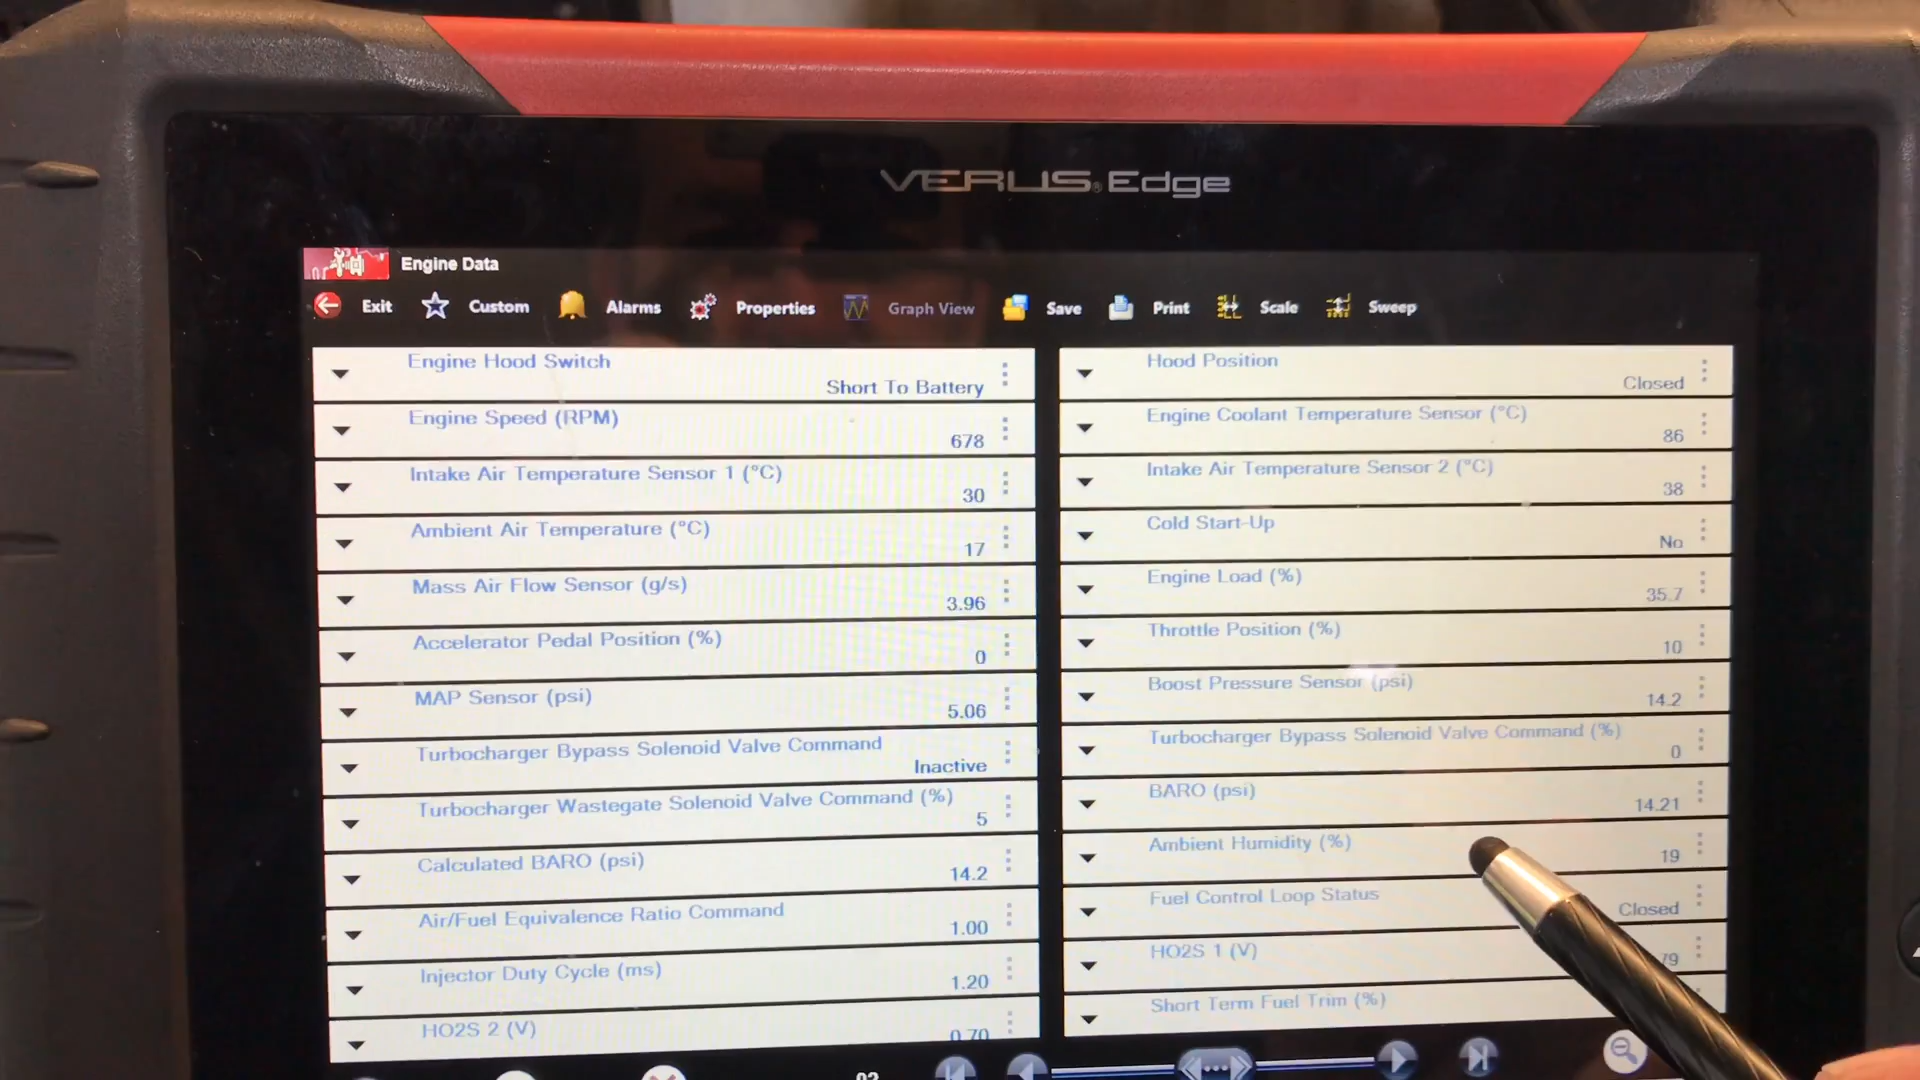 VERUS® Edge
Engine Data
Exit Custom Alarms Properties Graph View Save Print Scale Sweep
Engine Hood Switch
Short To Battery
Hood Position
Closed
Engine Speed (RPM)
678
Engine Coolant Temperature Sensor (°C)
86
Intake Air Temperature Sensor 1 (°C)
30
Intake Air Temperature Sensor 2 (°C)
38
Ambient Air Temperature (°C)
17
Cold Start-Up
No
Mass Air Flow Sensor (g/s)
3.96
Engine Load (%)
35.7
Accelerator Pedal Position (%)
0
Throttle Position (%)
10
MAP Sensor (psi)
5.06
Boost Pressure Sensor (psi)
14.2
Turbocharger Bypass Solenoid Valve Command
Inactive
Turbocharger Bypass Solenoid Valve Command (%)
0
Turbocharger Wastegate Solenoid Valve Command (%)
5
BARO (psi)
14.21
Calculated BARO (psi)
14.2
Ambient Humidity (%)
19
Air/Fuel Equivalence Ratio Command
1.00
Fuel Control Loop Status
Closed
Injector Duty Cycle (ms)
1.20
HO2S 1 (V)
79
HO2S 2 (V)
0.70
Short Term Fuel Trim (%)